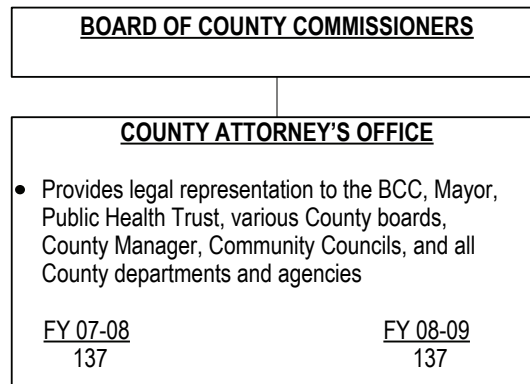 BOARD OF COUNTY COMMISSIONERS
COUNTY ATTORNEY'S OFFICE
• Provides legal representation to the BCC, Mayor,
Public Health Trust, various County boards,
County Manager, Community Councils, and all
County departments and agencies
FY 07-08 FY 08-09
137 137